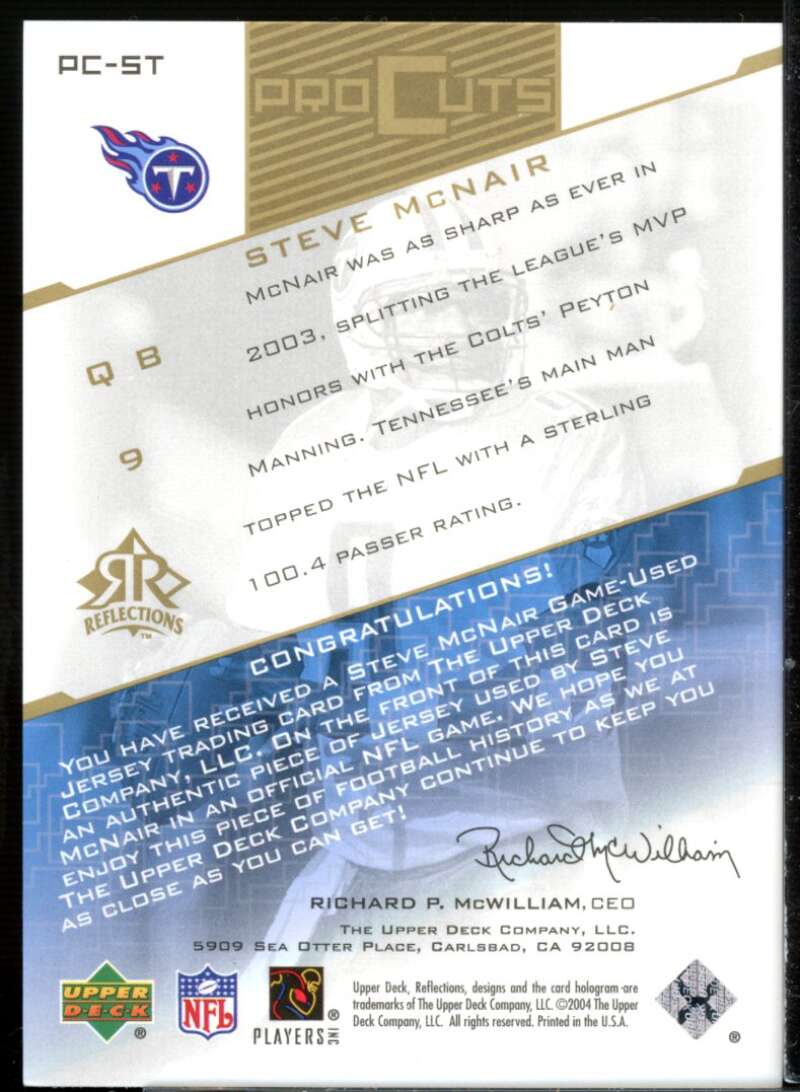 PC-ST
PRO CUTS
T
STEVE MCNAIR
MCNAIR WAS AS SHARP AS EVER IN
2003, SPLITTING THE LEAGUE'S MVP
HONORS WITH THE COLTS' PEYTON
MANNING. TENNESSEE'S MAIN MAN
TOPPED THE NFL WITH A STERLING
100.4 PASSER RATING.
QB
9
RR
REFLECTIONS
TM
CONGRATULATIONS!
YOU HAVE RECEIVED A STEVE MCNAIR GAME-USED
JERSEY TRADING CARD FROM THE UPPER DECK
COMPANY, LLC. ON THE FRONT OF THIS CARD IS
AN AUTHENTIC PIECE OF JERSEY USED BY STEVE
MCNAIR IN AN OFFICIAL NFL GAME. WE HOPE YOU
ENJOY THIS PIECE OF FOOTBALL HISTORY AS WE AT
THE UPPER DECK COMPANY CONTINUE TO KEEP YOU
AS CLOSE AS YOU CAN GET!
Richard McWilliam
RICHARD P. MCWILLIAM, CEO
THE UPPER DECK COMPANY, LLC.
5909 SEA OTTER PLACE, CARLSBAD, CA 92008
UPPER
DECK
®
NFL
PLAYERS INC
®
Upper Deck, Reflections, designs and the card hologram are
trademarks of The Upper Deck Company, LLC. ©2004 The Upper
Deck Company, LLC. All rights reserved. Printed in the U.S.A.
®